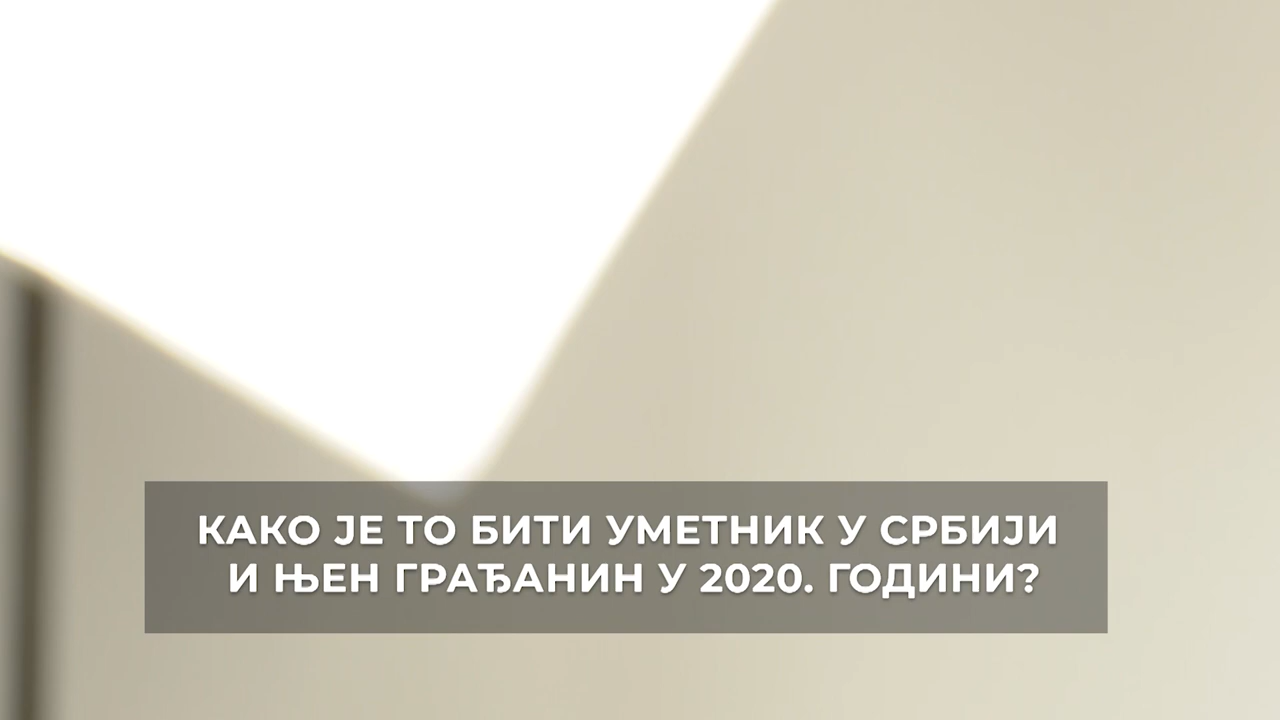 КАКО ЈЕ ТО БИТИ УМЕТНИК У СРБИЈИ
И ЊЕН ГРАЂАНИН У 2020. ГОДИНИ?